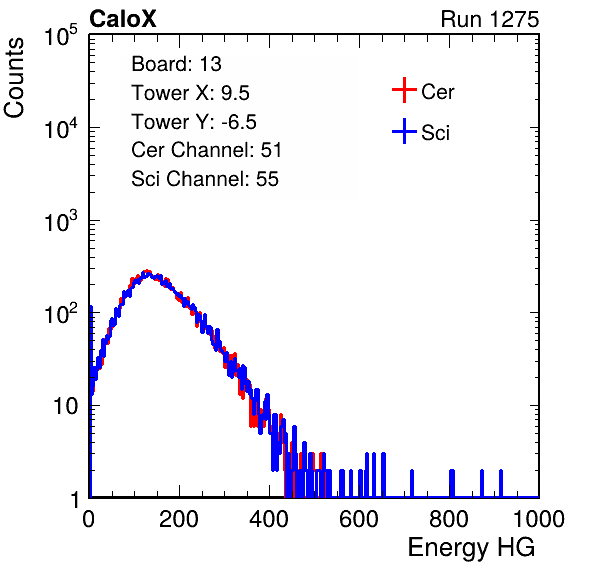 CaloX Run 1275
Counts
Board: 13
Tower X: 9.5
Tower Y: -6.5
Cer Channel: 51
Sci Channel: 55
Cer
Sci
10^5
10^4
10^3
10^2
10
1
0 200 400 600 800 1000
Energy HG